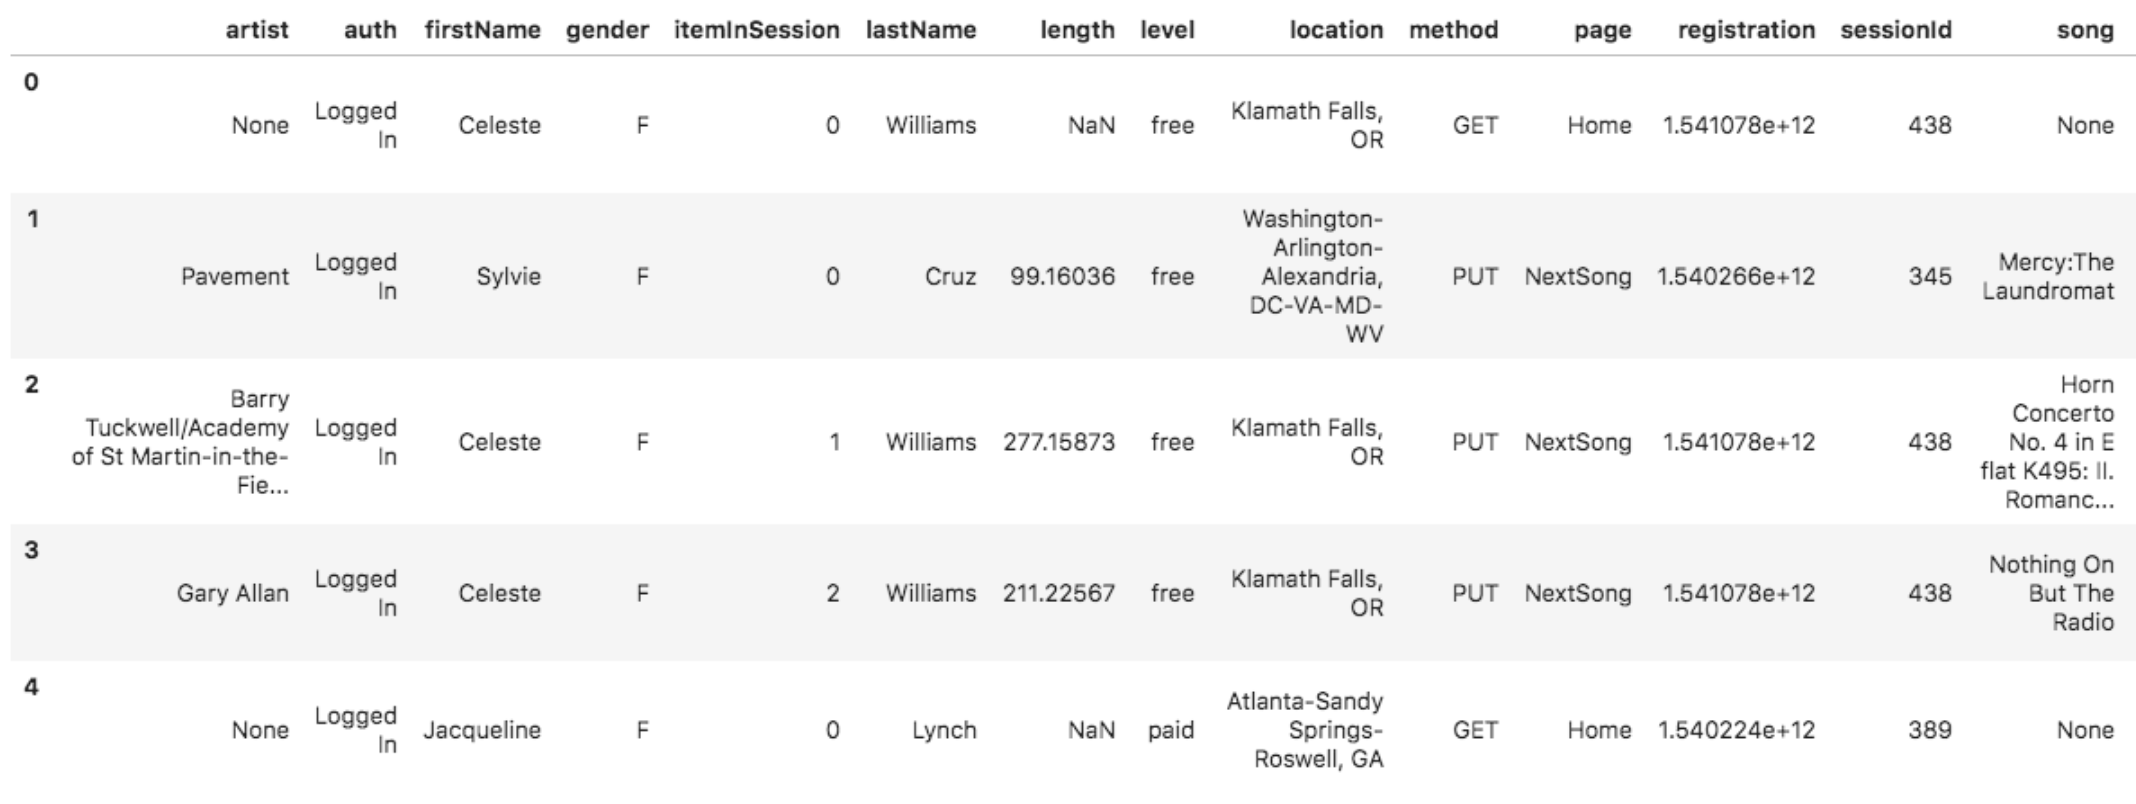 artist auth firstName gender itemInSession lastName length level location method page registration sessionId song
0
None Logged In Celeste F 0 Williams NaN free Klamath Falls, OR GET Home 1.541078e+12 438 None
1
Pavement Logged In Sylvie F 0 Cruz 99.16036 free Washington-Arlington-Alexandria, DC-VA-MD-WV PUT NextSong 1.540266e+12 345 Mercy:The Laundromat
2
Barry Tuckwell/Academy of St Martin-in-the-Fie... Logged In Celeste F 1 Williams 277.15873 free Klamath Falls, OR PUT NextSong 1.541078e+12 438 Horn Concerto No. 4 in E flat K495: II. Romanc...
3
Gary Allan Logged In Celeste F 2 Williams 211.22567 free Klamath Falls, OR PUT NextSong 1.541078e+12 438 Nothing On But The Radio
4
None Logged In Jacqueline F 0 Lynch NaN paid Atlanta-Sandy Springs-Roswell, GA GET Home 1.540224e+12 389 None